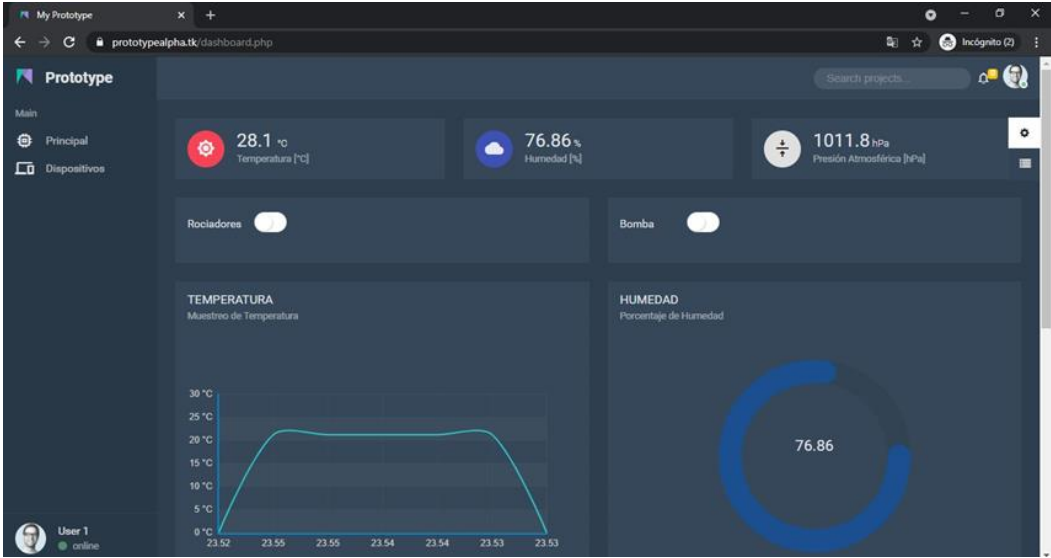 My Prototype
prototypealpha.tk/dashboard.php
Incógnito (2)
Prototype
Search projects...
Main
Principal
Dispositivos
28.1 °C
Temperatura [°C]
76.86 %
Humedad [%]
1011.8 hPa
Presión Atmosférica [hPa]
Rociadores
Bomba
TEMPERATURA
Muestreo de Temperatura
HUMEDAD
Porcentaje de Humedad
30 °C
25 °C
20 °C
15 °C
10 °C
5 °C
0 °C
23.52 23.55 23.55 23.54 23.54 23.53 23.53
76.86
User 1
online